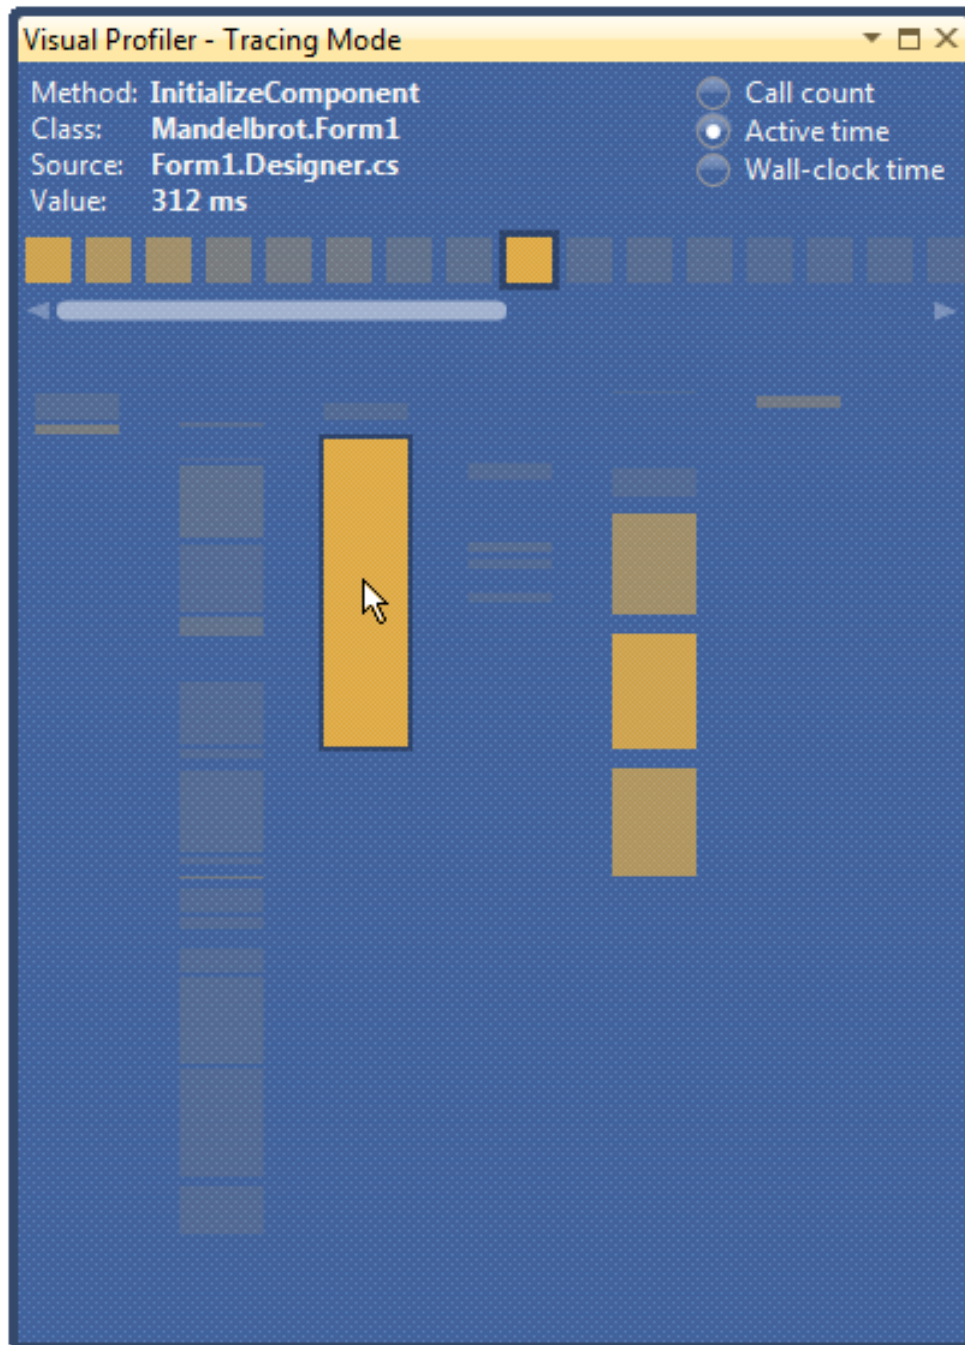 Visual Profiler - Tracing Mode
Method: InitializeComponent
Class: Mandelbrot.Form1
Source: Form1.Designer.cs
Value: 312 ms
Call count
Active time
Wall-clock time